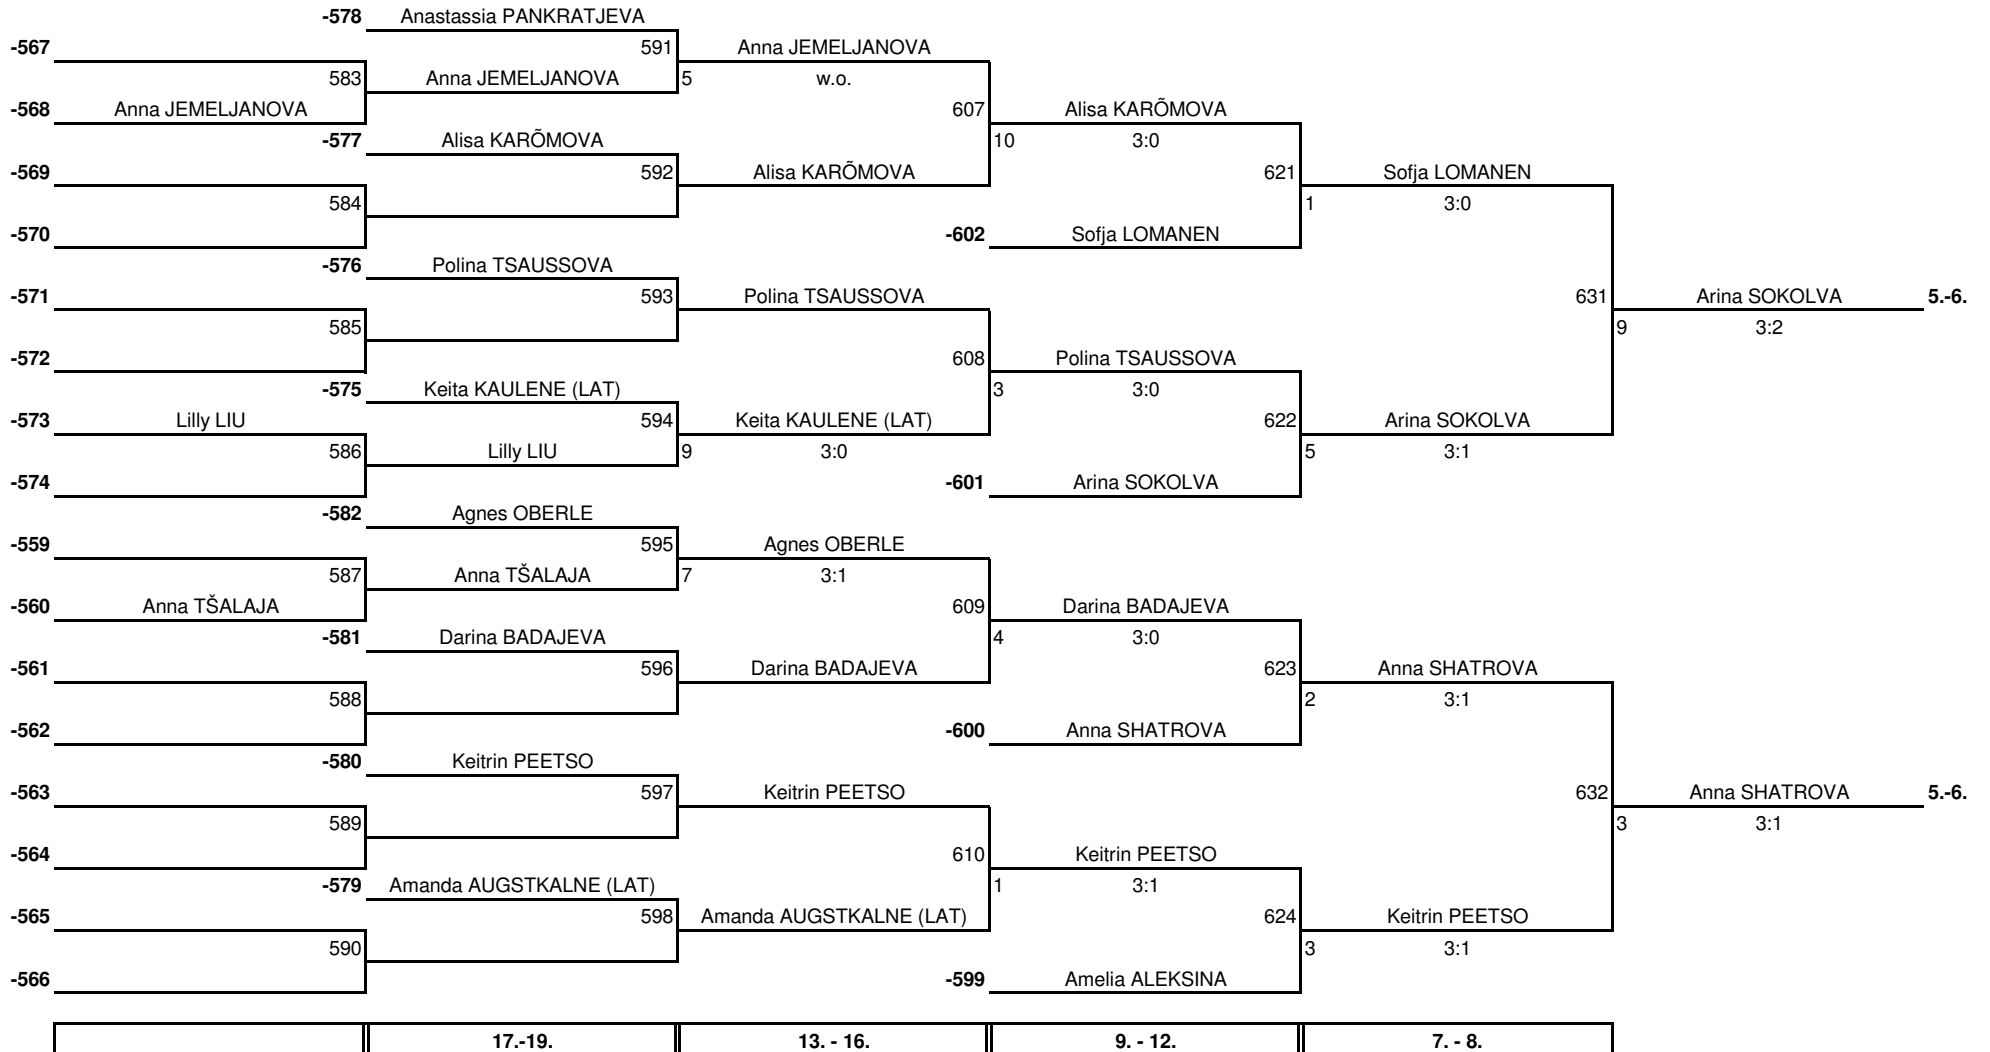 -578 Anastassia PANKRATJEVA
-567 591 Anna JEMELJANOVA
583 Anna JEMELJANOVA 5 w.o.
-568 Anna JEMELJANOVA 607 Alisa KARÕMOVA
-577 Alisa KARÕMOVA 10 3:0
-569 592 Alisa KARÕMOVA 621 Sofja LOMANEN
584 1 3:0
-570 -602 Sofja LOMANEN
-576 Polina TSAUSSOVA
-571 593 Polina TSAUSSOVA 631 Arina SOKOLVA 5.-6.
585 9 3:2
-572 608 Polina TSAUSSOVA
-575 Keita KAULENE (LAT) 3 3:0
-573 Lilly LIU 594 Keita KAULENE (LAT) 622 Arina SOKOLVA
586 Lilly LIU 9 3:0 5 3:1
-574 -601 Arina SOKOLVA
-582 Agnes OBERLE
-559 595 Agnes OBERLE
587 Anna TŠALAJA 7 3:1
-560 Anna TŠALAJA 609 Darina BADAJEVA
-581 Darina BADAJEVA 4 3:0
-561 596 Darina BADAJEVA 623 Anna SHATROVA
588 2 3:1
-562 -600 Anna SHATROVA
-580 Keitrin PEETSO
-563 597 Keitrin PEETSO 632 Anna SHATROVA 5.-6.
589 3 3:1
-564 610 Keitrin PEETSO
-579 Amanda AUGSTKALNE (LAT) 1 3:1
-565 598 Amanda AUGSTKALNE (LAT) 624 Keitrin PEETSO
590 3 3:1
-566 -599 Amelia ALEKSINA
17.-19. 13. - 16. 9. - 12. 7. - 8.